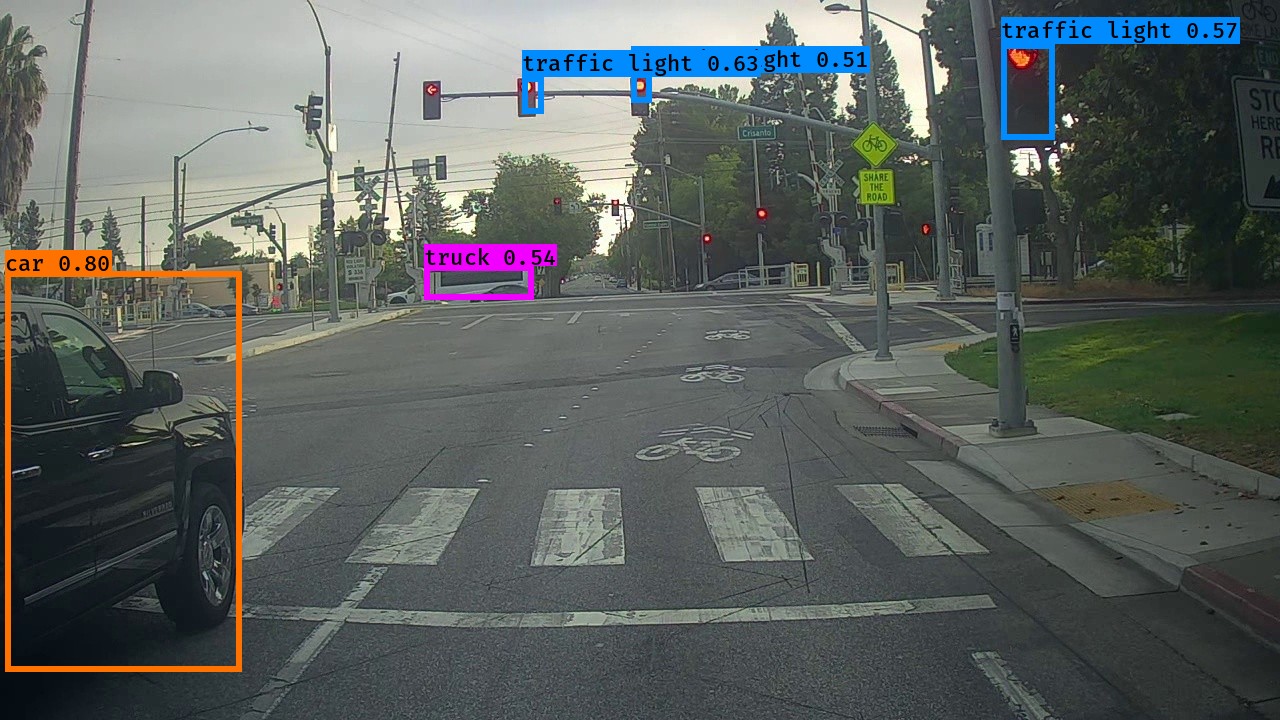 traffic light 0.57
traffic light 0.63
ght 0.51
STO
HERE
RE
Crisanto
SHARE
THE
ROAD
truck 0.54
car 0.80